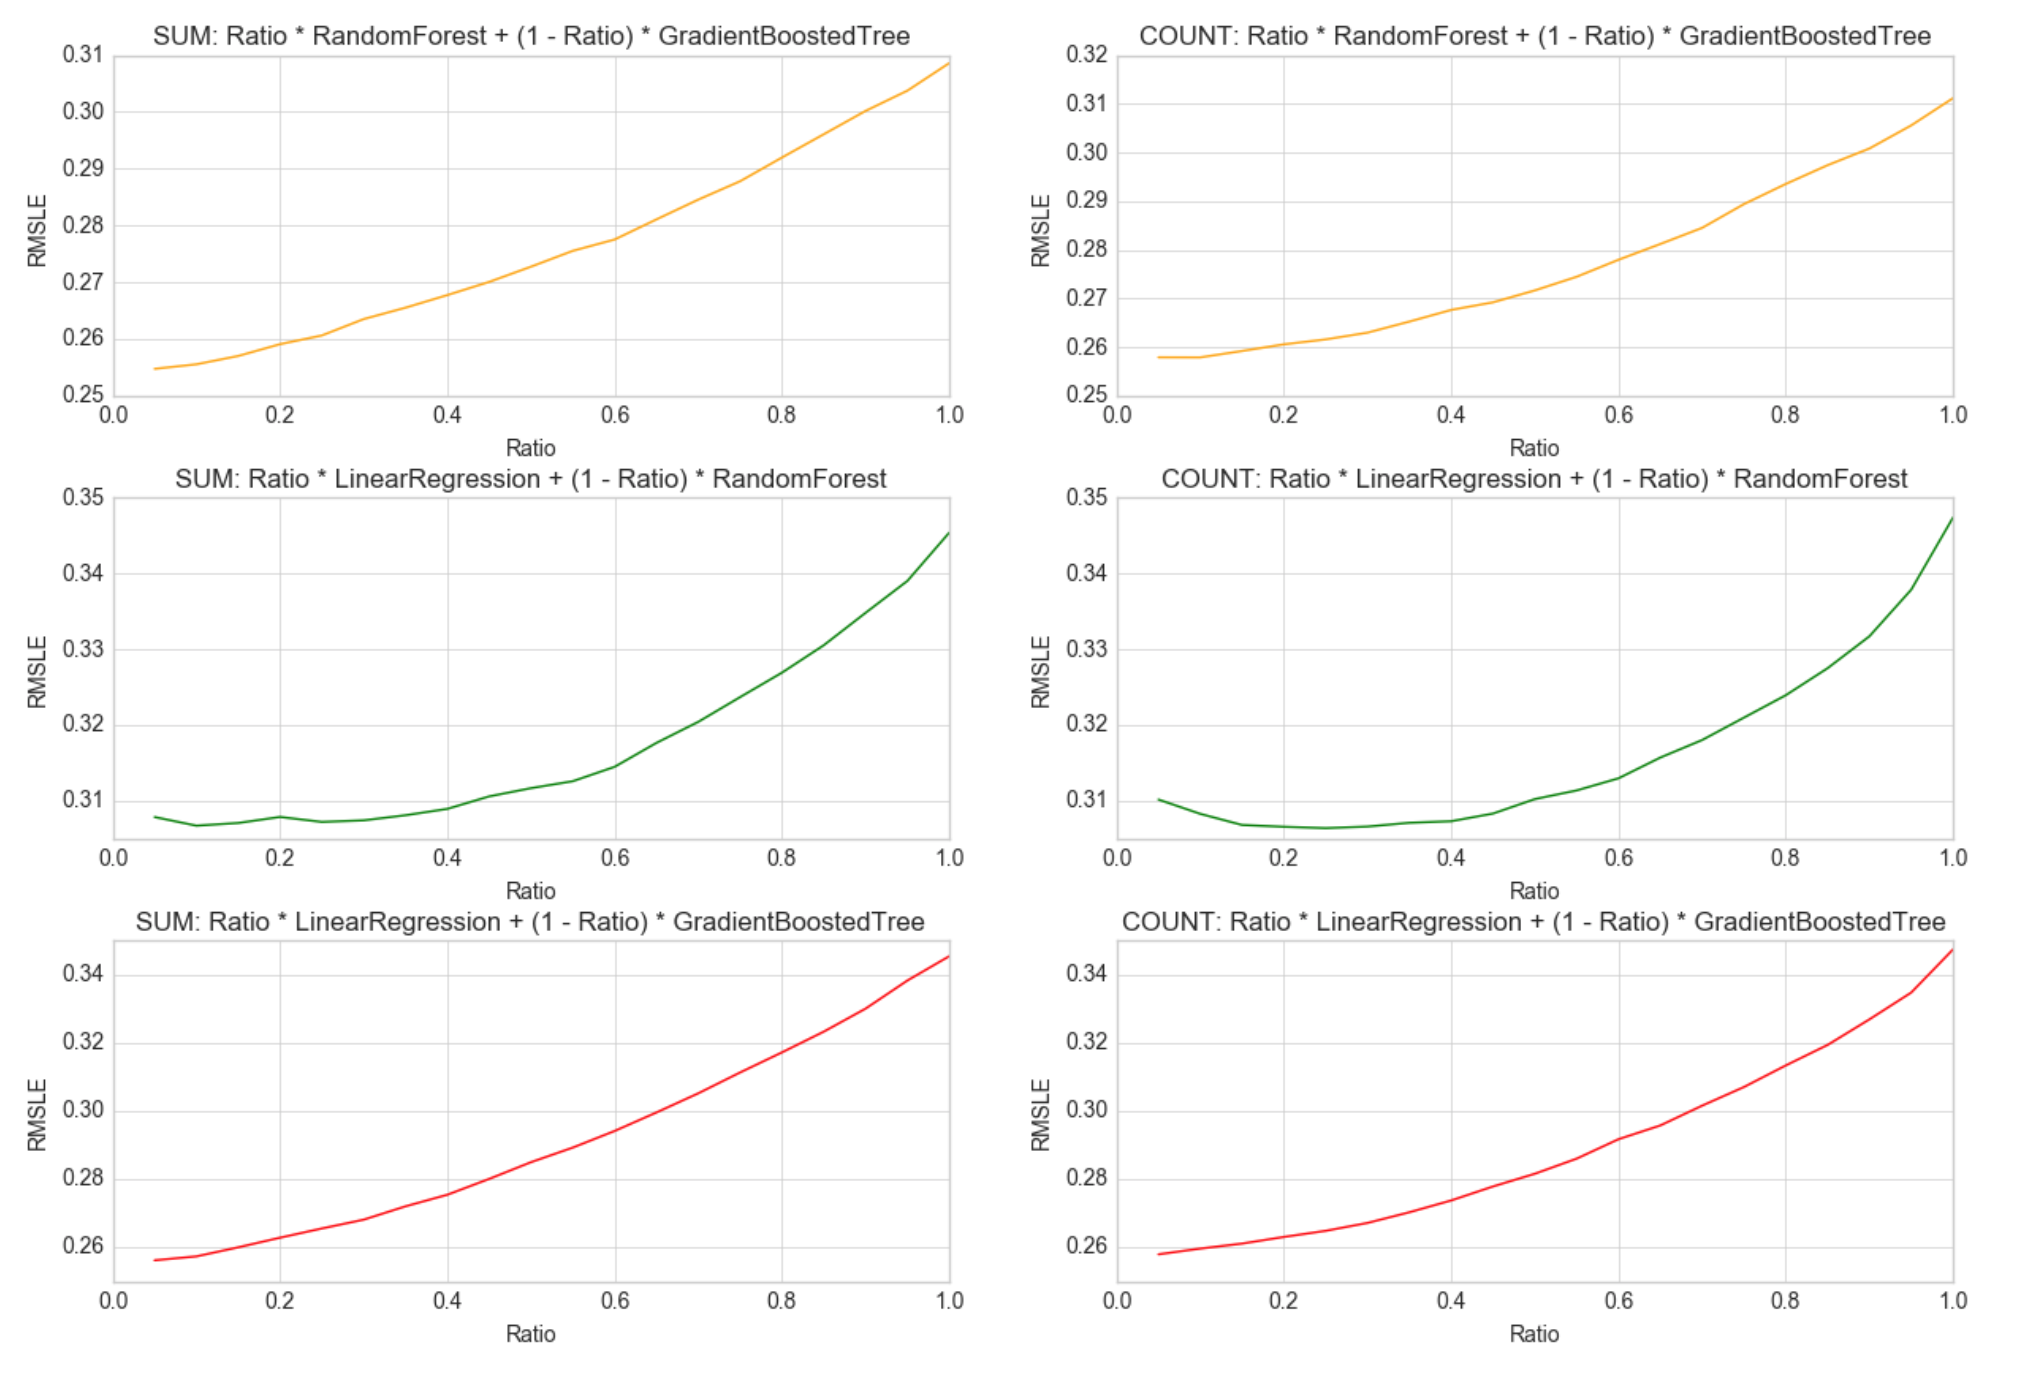 SUM: Ratio * RandomForest + (1 - Ratio) * GradientBoostedTree
0.31
0.30
0.29
0.28
0.27
0.26
0.25
RMSLE
0.0 0.2 0.4 0.6 0.8 1.0
Ratio
COUNT: Ratio * RandomForest + (1 - Ratio) * GradientBoostedTree
0.32
0.31
0.30
0.29
0.28
0.27
0.26
0.25
RMSLE
0.0 0.2 0.4 0.6 0.8 1.0
Ratio
SUM: Ratio * LinearRegression + (1 - Ratio) * RandomForest
0.35
0.34
0.33
0.32
0.31
RMSLE
0.0 0.2 0.4 0.6 0.8 1.0
Ratio
COUNT: Ratio * LinearRegression + (1 - Ratio) * RandomForest
0.35
0.34
0.33
0.32
0.31
RMSLE
0.0 0.2 0.4 0.6 0.8 1.0
Ratio
SUM: Ratio * LinearRegression + (1 - Ratio) * GradientBoostedTree
0.34
0.32
0.30
0.28
0.26
RMSLE
0.0 0.2 0.4 0.6 0.8 1.0
Ratio
COUNT: Ratio * LinearRegression + (1 - Ratio) * GradientBoostedTree
0.34
0.32
0.30
0.28
0.26
RMSLE
0.0 0.2 0.4 0.6 0.8 1.0
Ratio